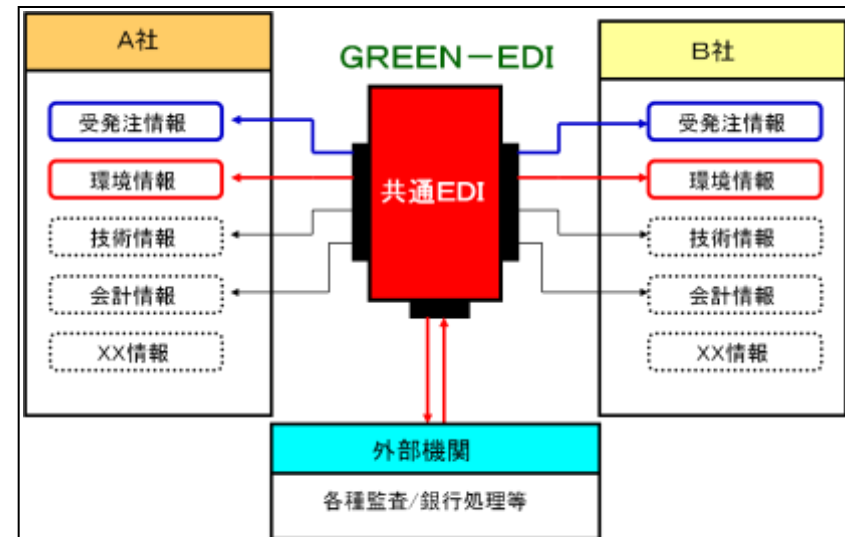 A社
受発注情報
環境情報
技術情報
会計情報
XX情報
GREEN－EDI
共通EDI
B社
受発注情報
環境情報
技術情報
会計情報
XX情報
外部機関
各種監査/銀行処理等